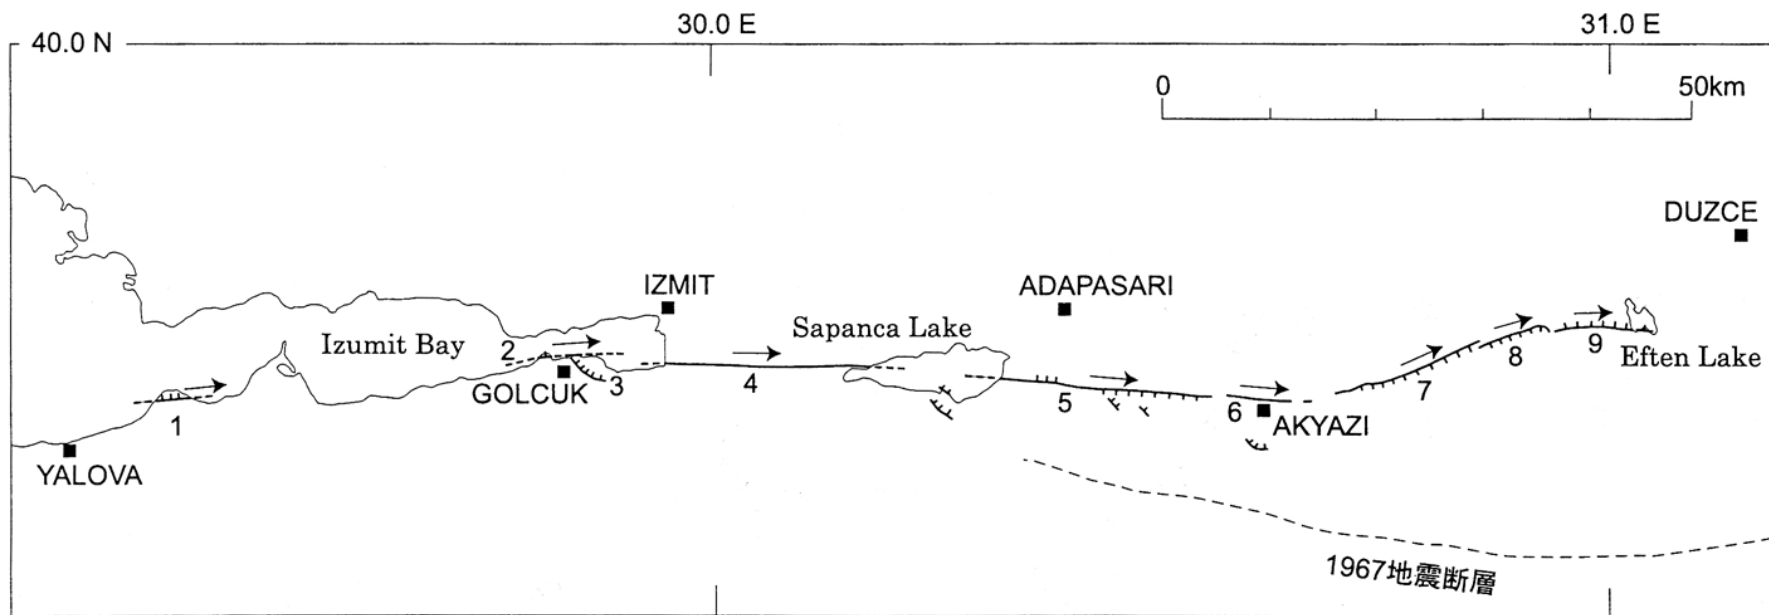 30.0 E
31.0 E
40.0 N
0
50km
DUZCE
IZMIT
ADAPASARI
Sapanca Lake
Izumit Bay
2
9
8
Eften Lake
GOLCUK
3
4
5
6
7
AKYAZI
1
YALOVA
1967地震断層